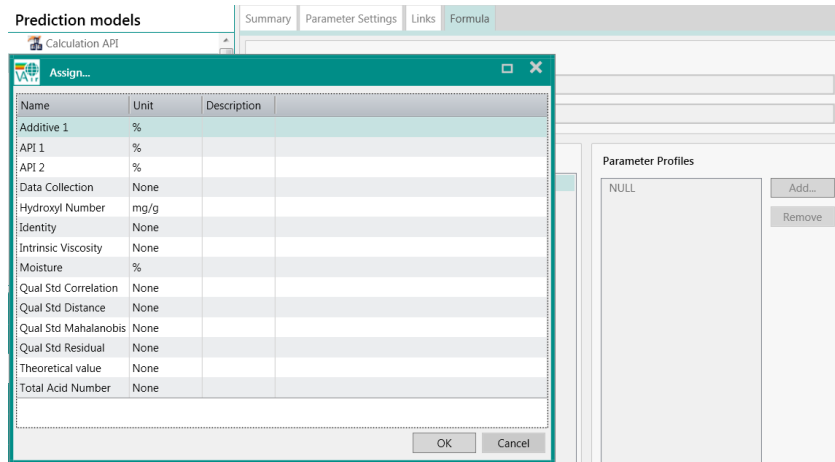 Prediction models
Summary Parameter Settings Links Formula
Calculation API
Assign...
Name Unit Description
Additive 1 %
API 1 %
API 2 %
Data Collection None
Hydroxyl Number mg/g
Identity None
Intrinsic Viscosity None
Moisture %
Qual Std Correlation None
Qual Std Distance None
Qual Std Mahalanobis None
Qual Std Residual None
Theoretical value None
Total Acid Number None
OK Cancel
Parameter Profiles
NULL Add...
Remove